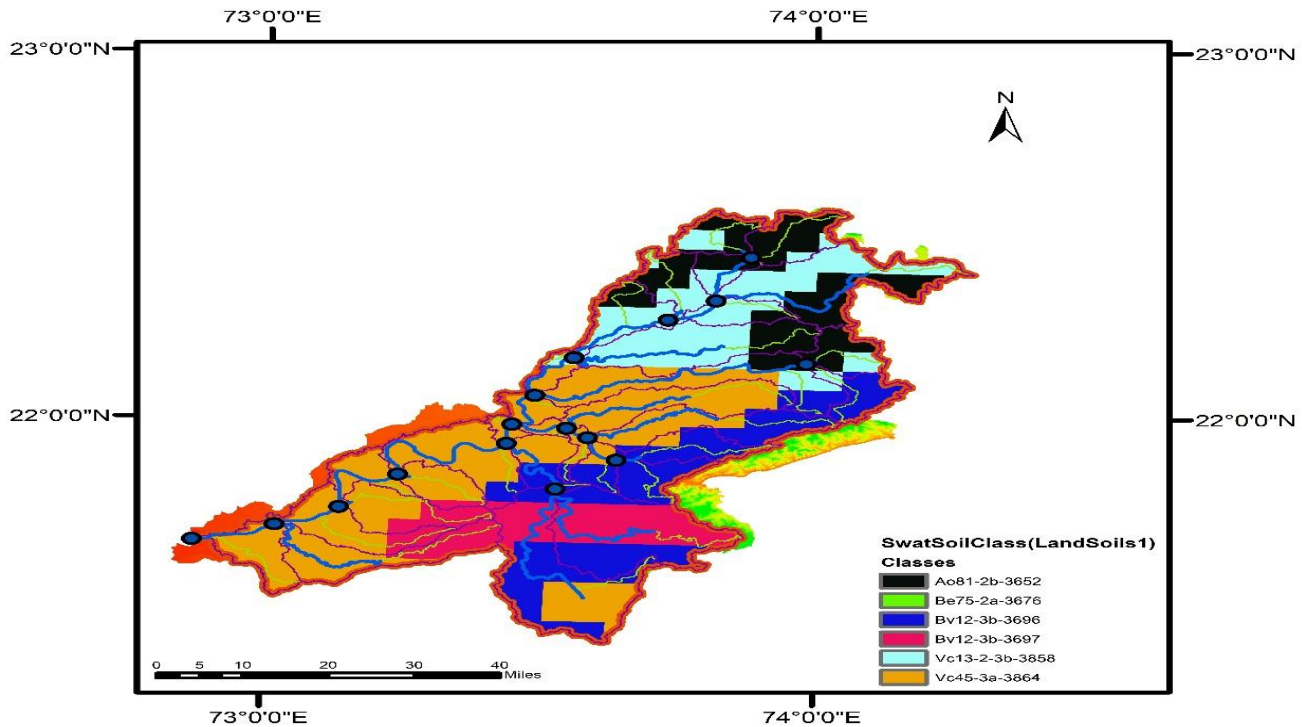 73°0'0"E 74°0'0"E
23°0'0"N 23°0'0"N
N
22°0'0"N 22°0'0"N
SwatSoilClass(LandSoils1)
Classes
Ao81-2b-3652
Be75-2a-3676
Bv12-3b-3696
Bv12-3b-3697
Vc13-2-3b-3858
Vc45-3a-3864
0 5 10 20 30 40
Miles
73°0'0"E 74°0'0"E